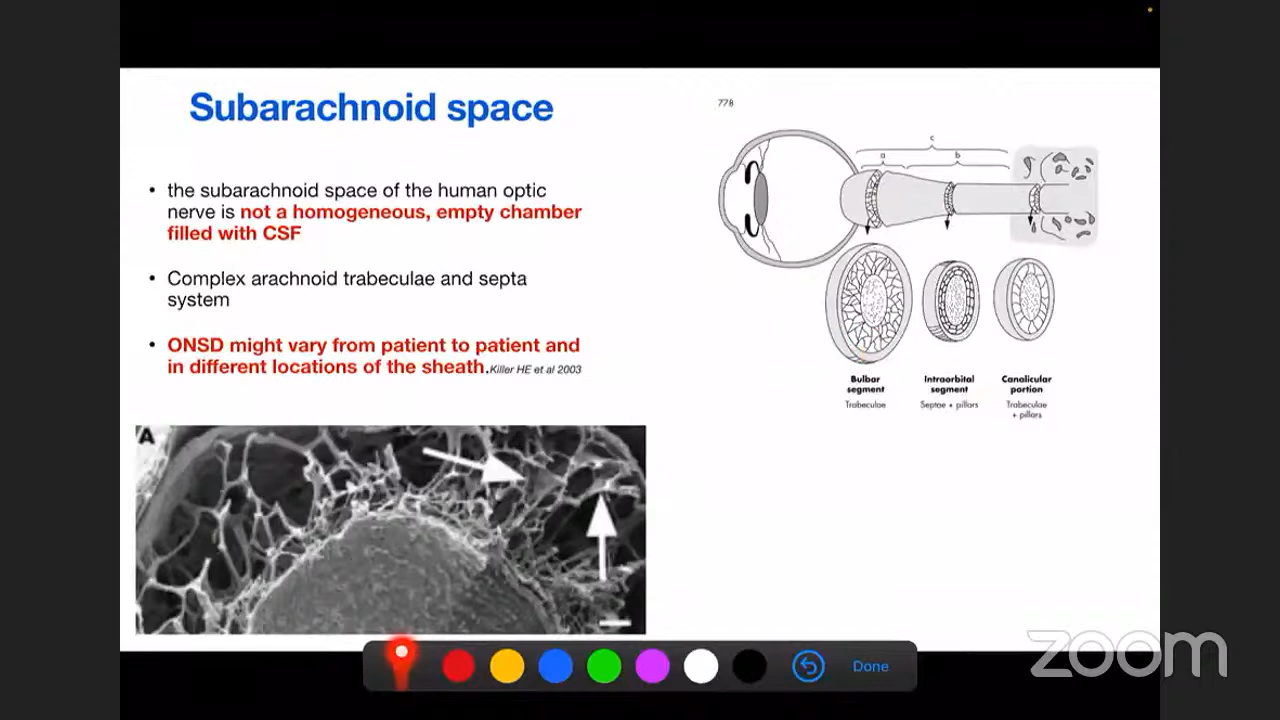 Subarachnoid space
• the subarachnoid space of the human optic
nerve is not a homogeneous, empty chamber
filled with CSF
• Complex arachnoid trabeculae and septa
system
• ONSD might vary from patient to patient and
in different locations of the sheath.Killer HE et al 2003
A
778
c
a
b
Bulbar
segment
Trabeculae
Intraorbital
segment
Septae + pillars
Canalicular
portion
Trabeculae
+ pillars
Done
zoom